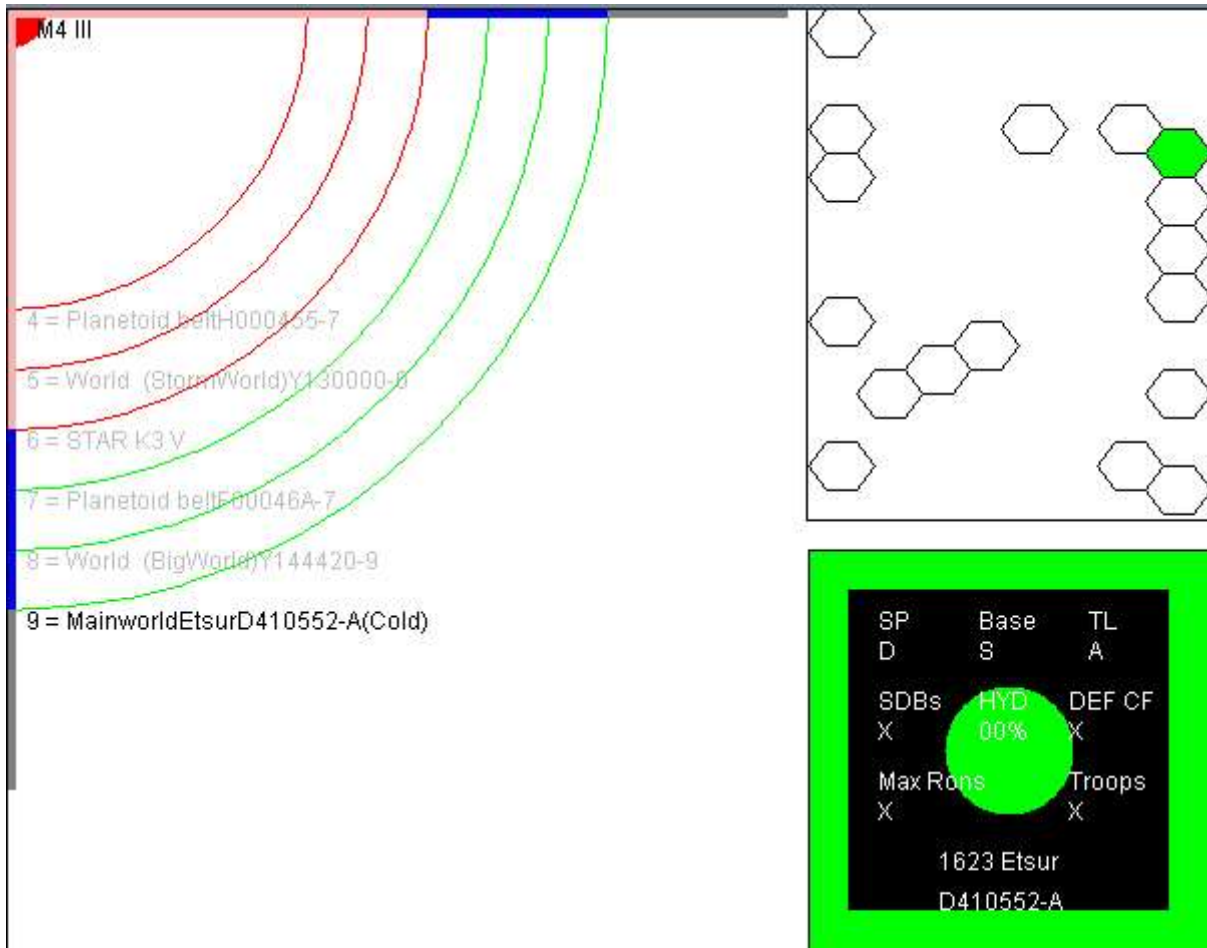 M4 III
4 = Planetoid beltH000455-7
5 = World (StormWorld)Y130000-0
6 = STAR K3 V
7 = Planetoid beltF00046A-7
8 = World (BigWorld)Y144420-9
9 = MainworldEtsurD410552-A(Cold)
SP Base TL
D S A
SDBs HYD DEF CF
X 00% X
Max Rons Troops
X X
1623 Etsur
D410552-A